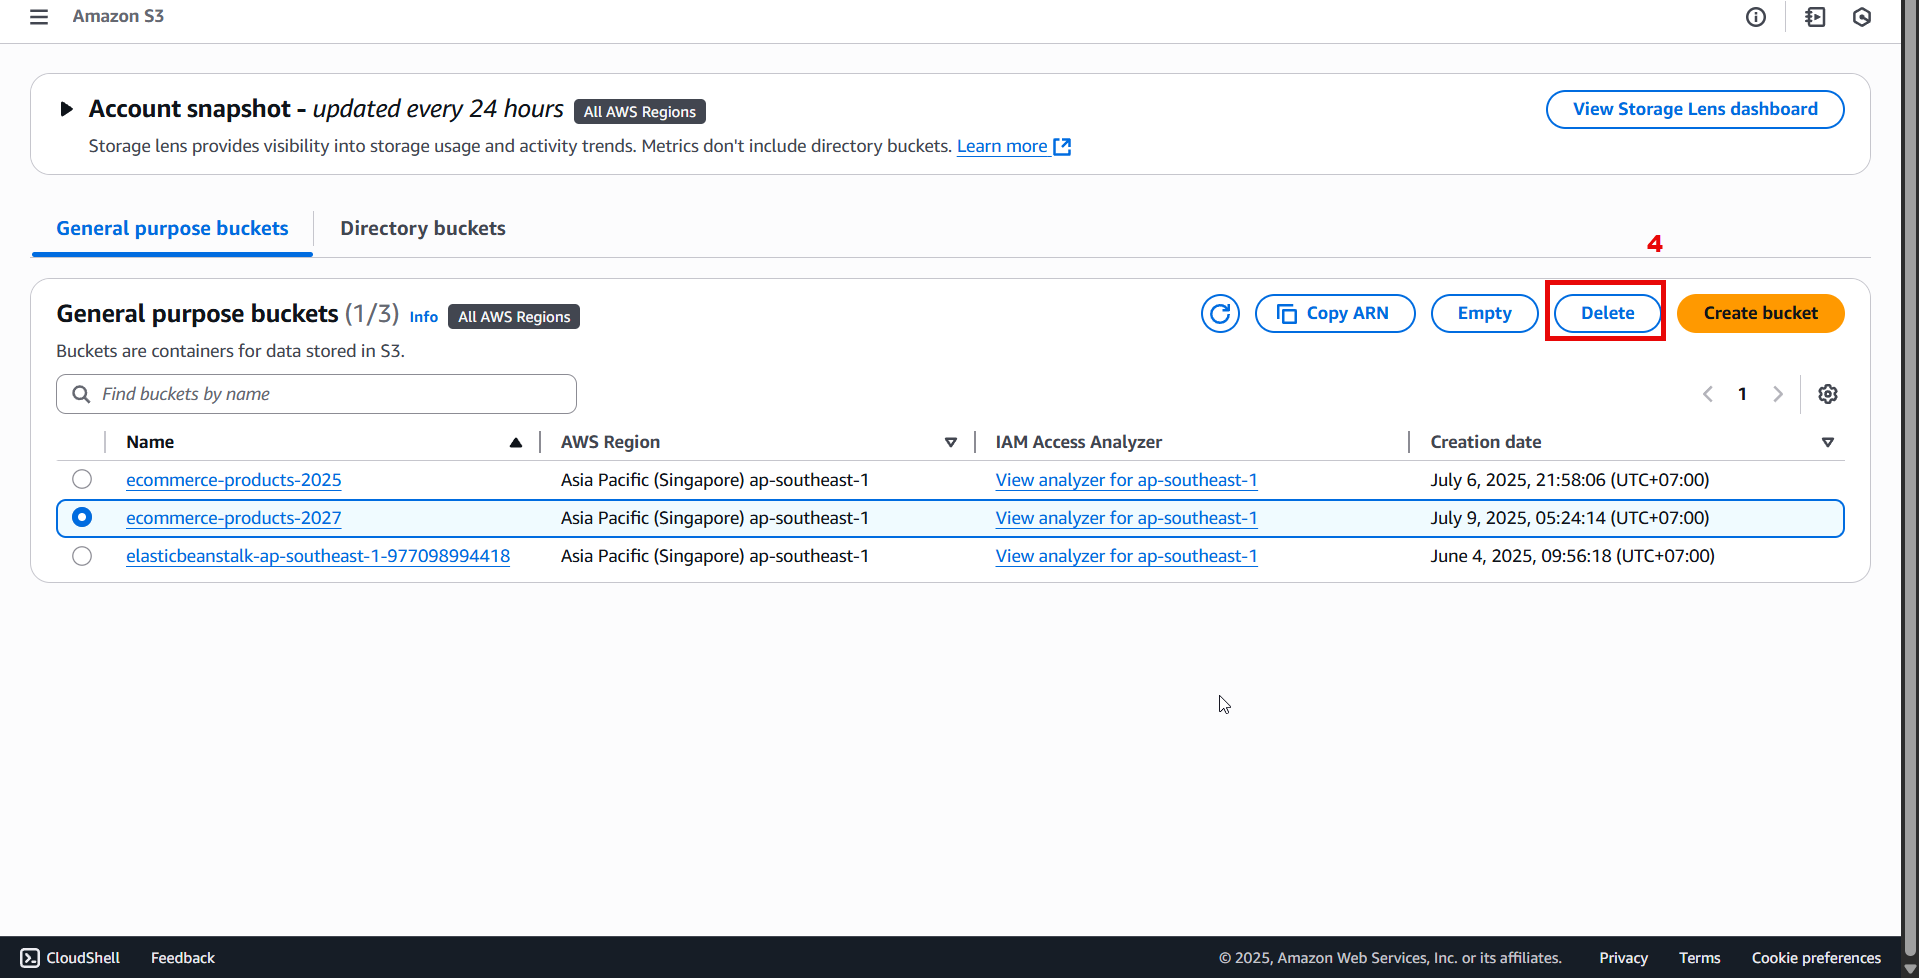 Amazon S3
Account snapshot - updated every 24 hours All AWS Regions
View Storage Lens dashboard
Storage lens provides visibility into storage usage and activity trends. Metrics don't include directory buckets. Learn more
General purpose buckets Directory buckets
4
General purpose buckets (1/3) Info All AWS Regions
Copy ARN Empty Delete Create bucket
Buckets are containers for data stored in S3.
Find buckets by name
1
Name AWS Region IAM Access Analyzer Creation date
ecommerce-products-2025 Asia Pacific (Singapore) ap-southeast-1 View analyzer for ap-southeast-1 July 6, 2025, 21:58:06 (UTC+07:00)
ecommerce-products-2027 Asia Pacific (Singapore) ap-southeast-1 View analyzer for ap-southeast-1 July 9, 2025, 05:24:14 (UTC+07:00)
elasticbeanstalk-ap-southeast-1-977098994418 Asia Pacific (Singapore) ap-southeast-1 View analyzer for ap-southeast-1 June 4, 2025, 09:56:18 (UTC+07:00)
CloudShell Feedback © 2025, Amazon Web Services, Inc. or its affiliates. Privacy Terms Cookie preferences